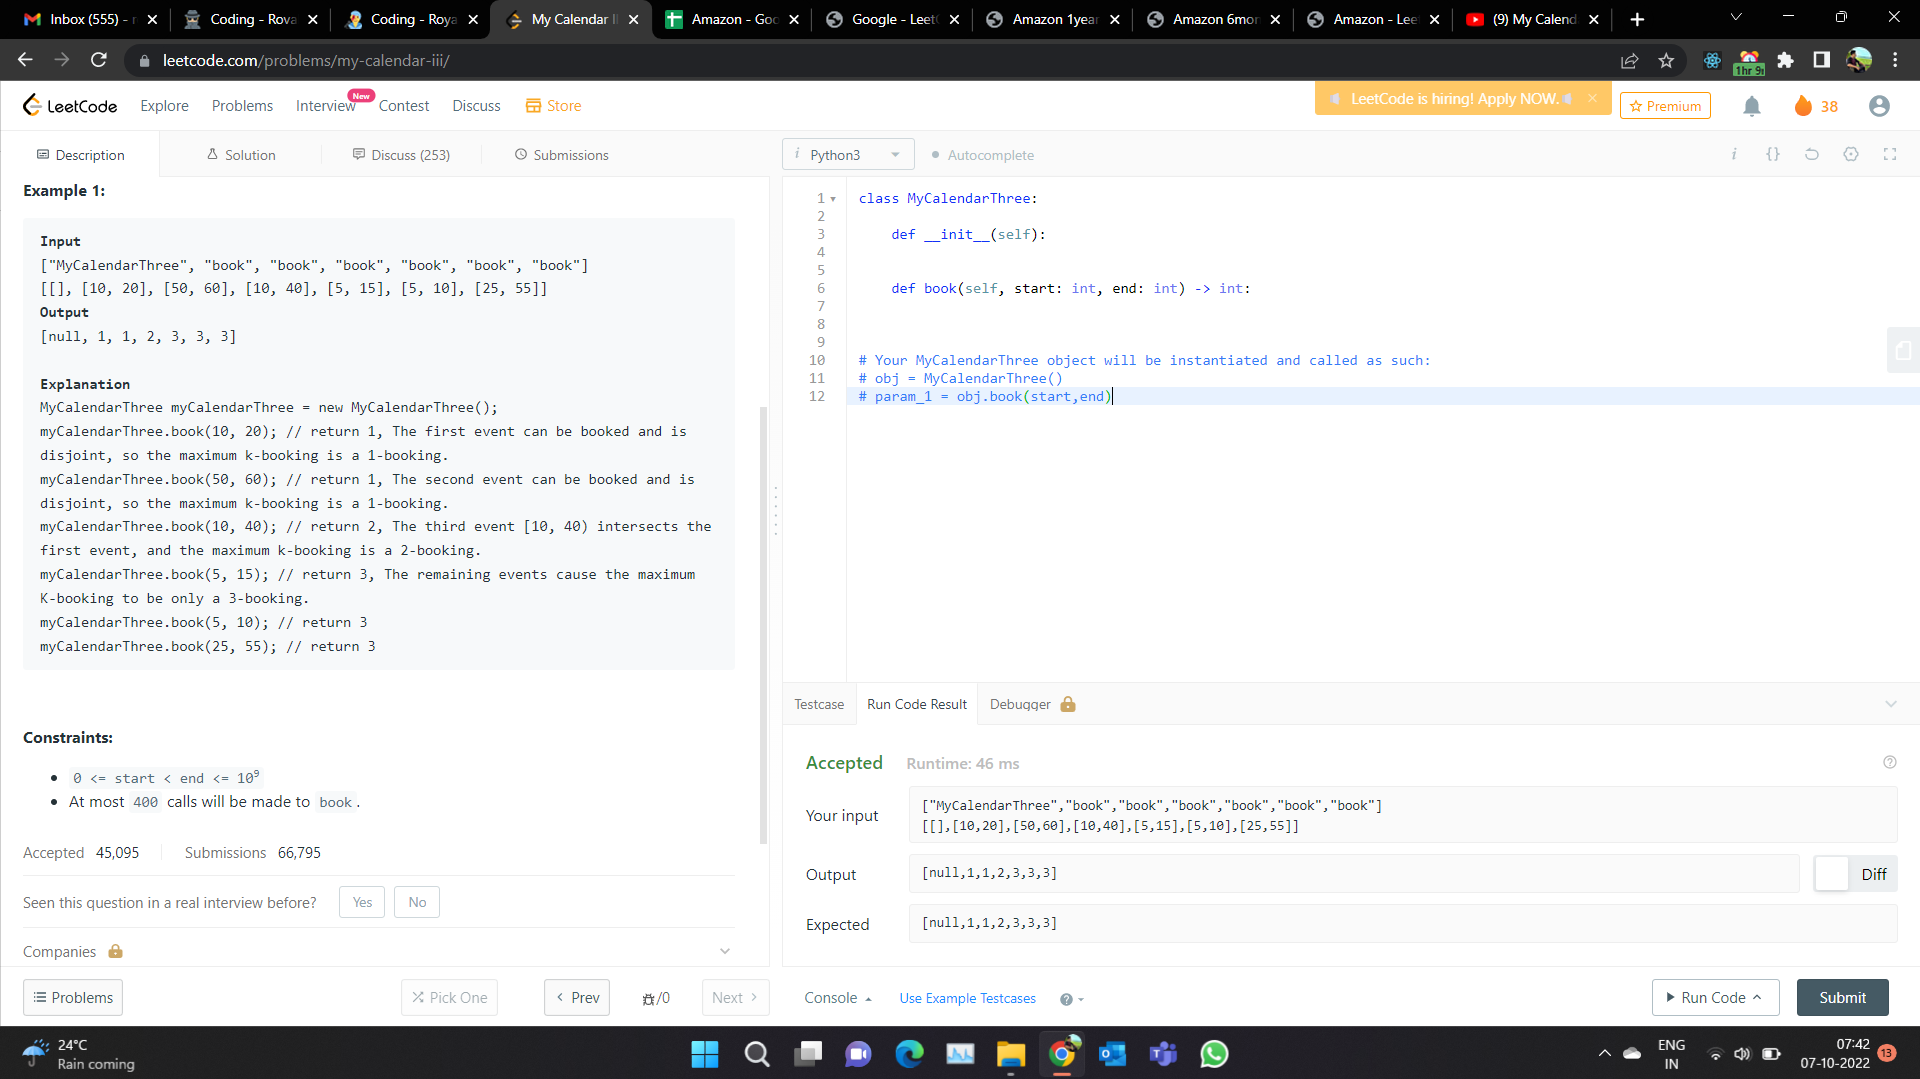 Inbox (555) - r
Coding - Rova
Coding - Roya
My Calendar II
Amazon - Goo
Google - LeetC
Amazon 1year
Amazon 6mon
Amazon - Lee
(9) My Calend
leetcode.com/problems/my-calendar-iii/
1hr 9
LeetCode
Explore
Problems
Interview
New
Contest
Discuss
Store
LeetCode is hiring! Apply NOW.
Premium
38
Description
Solution
Discuss (253)
Submissions
i Python3
Autocomplete
i {}
Example 1:
Input
["MyCalendarThree", "book", "book", "book", "book", "book", "book"]
[[], [10, 20], [50, 60], [10, 40], [5, 15], [5, 10], [25, 55]]
Output
[null, 1, 1, 2, 3, 3, 3]
Explanation
MyCalendarThree myCalendarThree = new MyCalendarThree();
myCalendarThree.book(10, 20); // return 1, The first event can be booked and is
disjoint, so the maximum k-booking is a 1-booking.
myCalendarThree.book(50, 60); // return 1, The second event can be booked and is
disjoint, so the maximum k-booking is a 1-booking.
myCalendarThree.book(10, 40); // return 2, The third event [10, 40) intersects the
first event, and the maximum k-booking is a 2-booking.
myCalendarThree.book(5, 15); // return 3, The remaining events cause the maximum
K-booking to be only a 3-booking.
myCalendarThree.book(5, 10); // return 3
myCalendarThree.book(25, 55); // return 3
Constraints:
• 0 <= start < end <= 10⁹
• At most 400 calls will be made to book .
Accepted 45,095
Submissions 66,795
Seen this question in a real interview before?
Yes
No
Companies
Problems
Pick One
Prev
/0
Next
1 class MyCalendarThree:
2
3 def __init__(self):
4
5
6 def book(self, start: int, end: int) -> int:
7
8
9
10 # Your MyCalendarThree object will be instantiated and called as such:
11 # obj = MyCalendarThree()
12 # param_1 = obj.book(start,end)
Testcase
Run Code Result
Debugger
Accepted
Runtime: 46 ms
Your input
["MyCalendarThree","book","book","book","book","book","book"]
[[],[10,20],[50,60],[10,40],[5,15],[5,10],[25,55]]
Output
[null,1,1,2,3,3,3]
Diff
Expected
[null,1,1,2,3,3,3]
Console
Use Example Testcases
Run Code
Submit
24°C
Rain coming
ENG
IN
07:42
07-10-2022
13